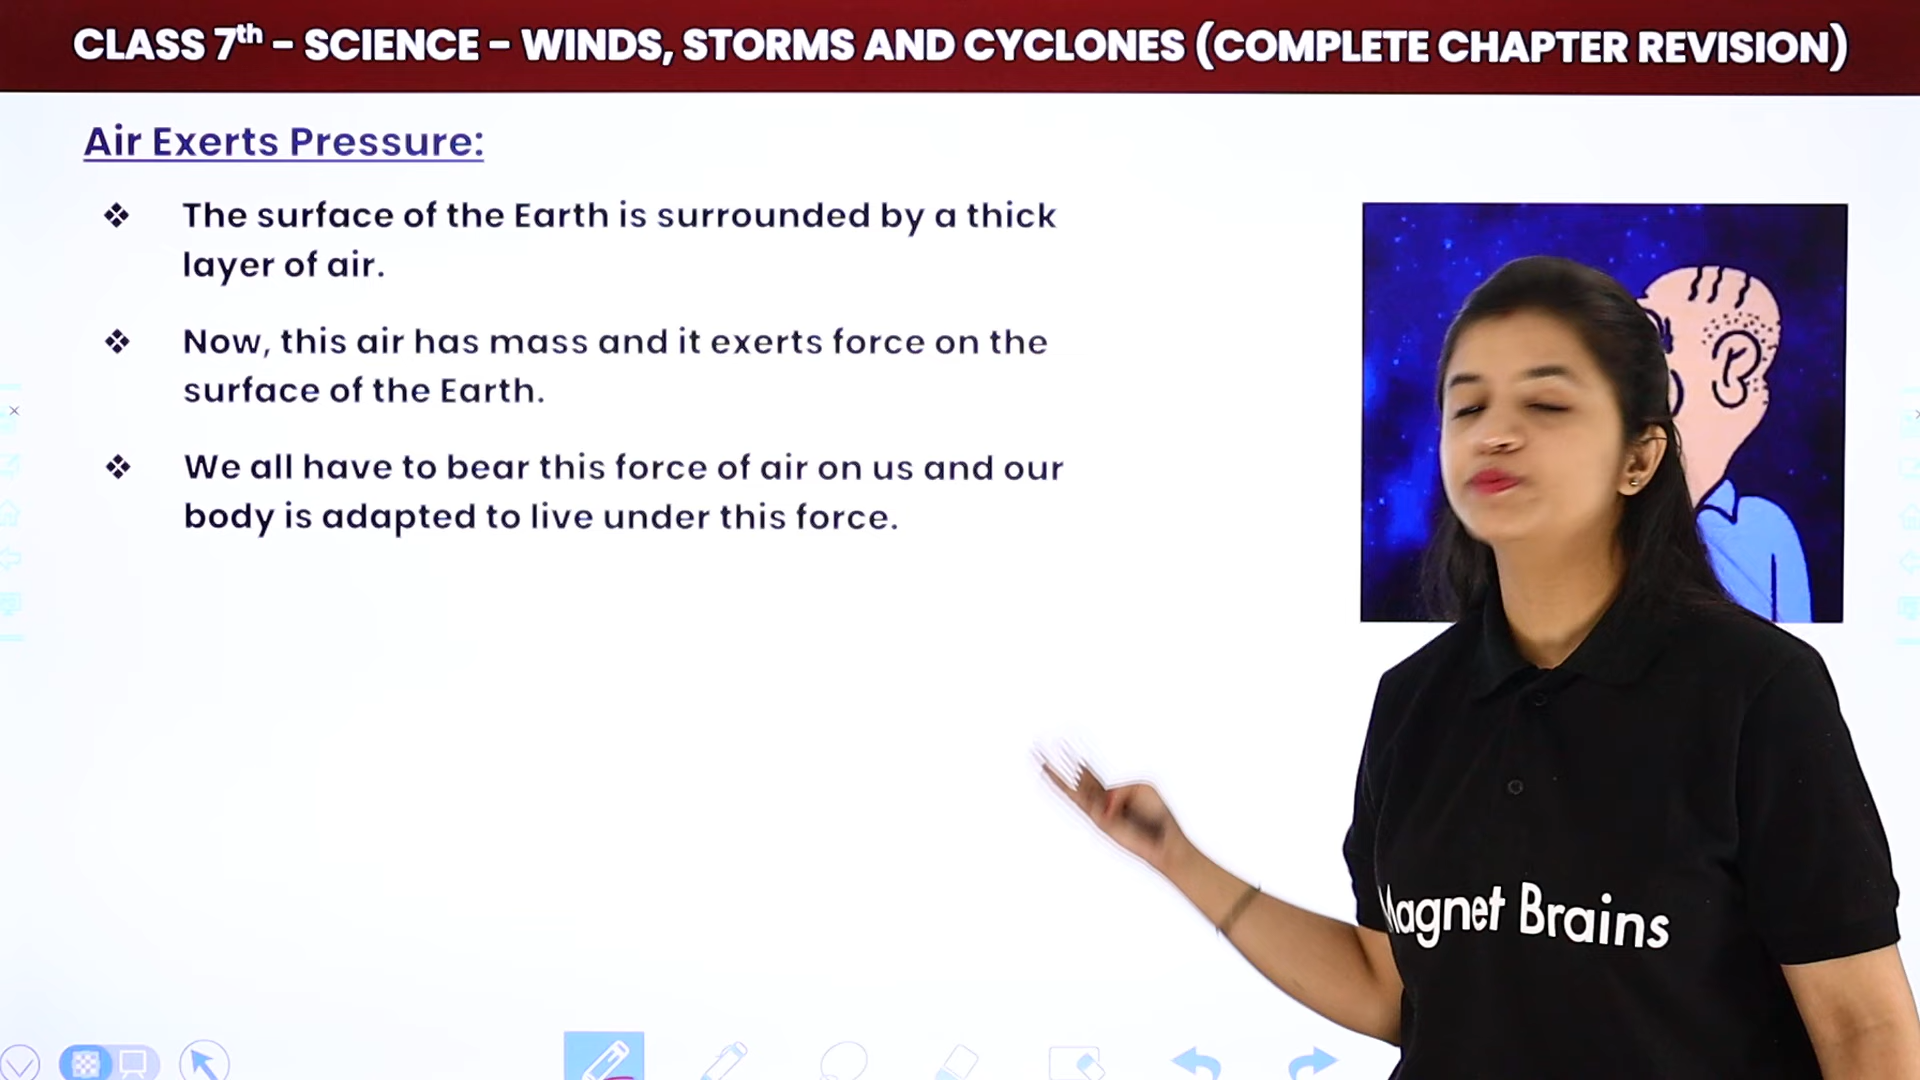 CLASS 7th – SCIENCE – WINDS, STORMS AND CYCLONES (COMPLETE CHAPTER REVISION)
Air Exerts Pressure:
❖ The surface of the Earth is surrounded by a thick
layer of air.
❖ Now, this air has mass and it exerts force on the
surface of the Earth.
❖ We all have to bear this force of air on us and our
body is adapted to live under this force.
Magnet Brains